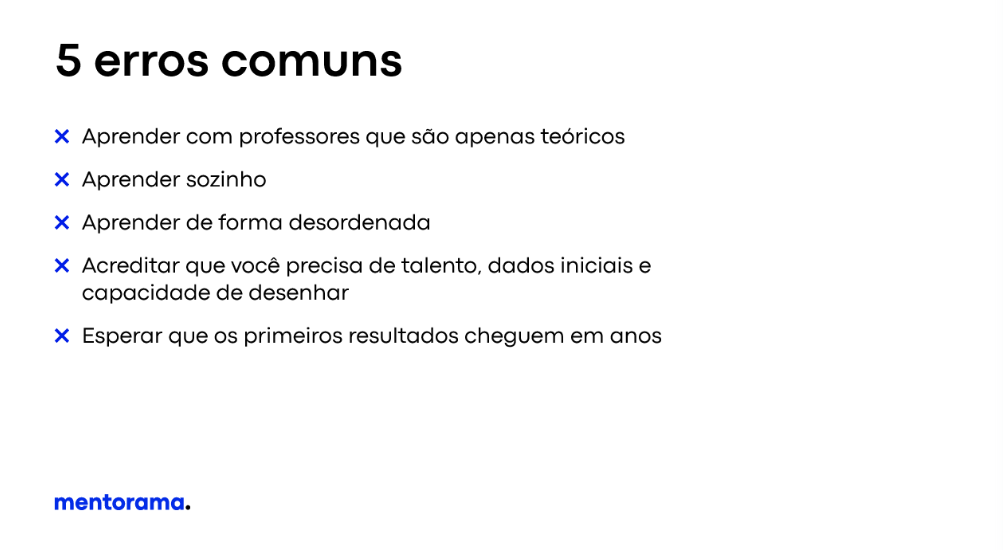 5 erros comuns
× Aprender com professores que são apenas teóricos
× Aprender sozinho
× Aprender de forma desordenada
× Acreditar que você precisa de talento, dados iniciais e
capacidade de desenhar
× Esperar que os primeiros resultados cheguem em anos
mentorama.